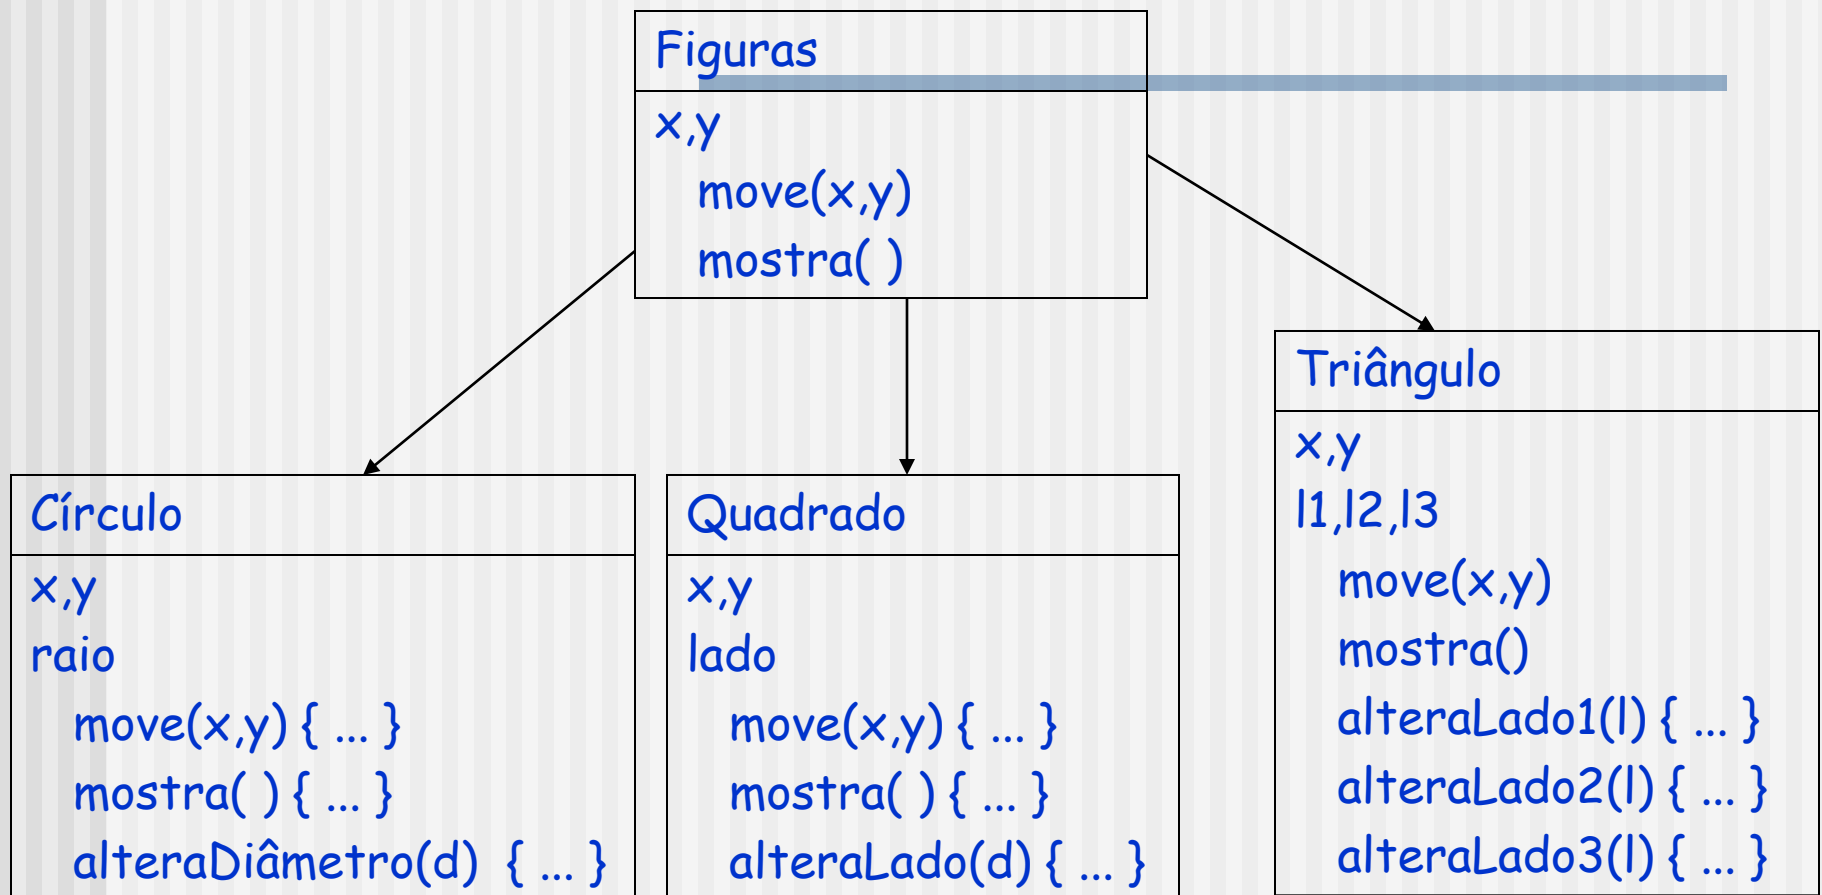 Figuras
x,y
move(x,y)
mostra( )
Círculo
x,y
raio
move(x,y) { ... }
mostra( ) { ... }
alteraDiâmetro(d) { ... }
Quadrado
x,y
lado
move(x,y) { ... }
mostra( ) { ... }
alteraLado(d) { ... }
Triângulo
x,y
l1,l2,l3
move(x,y)
mostra()
alteraLado1(l) { ... }
alteraLado2(l) { ... }
alteraLado3(l) { ... }